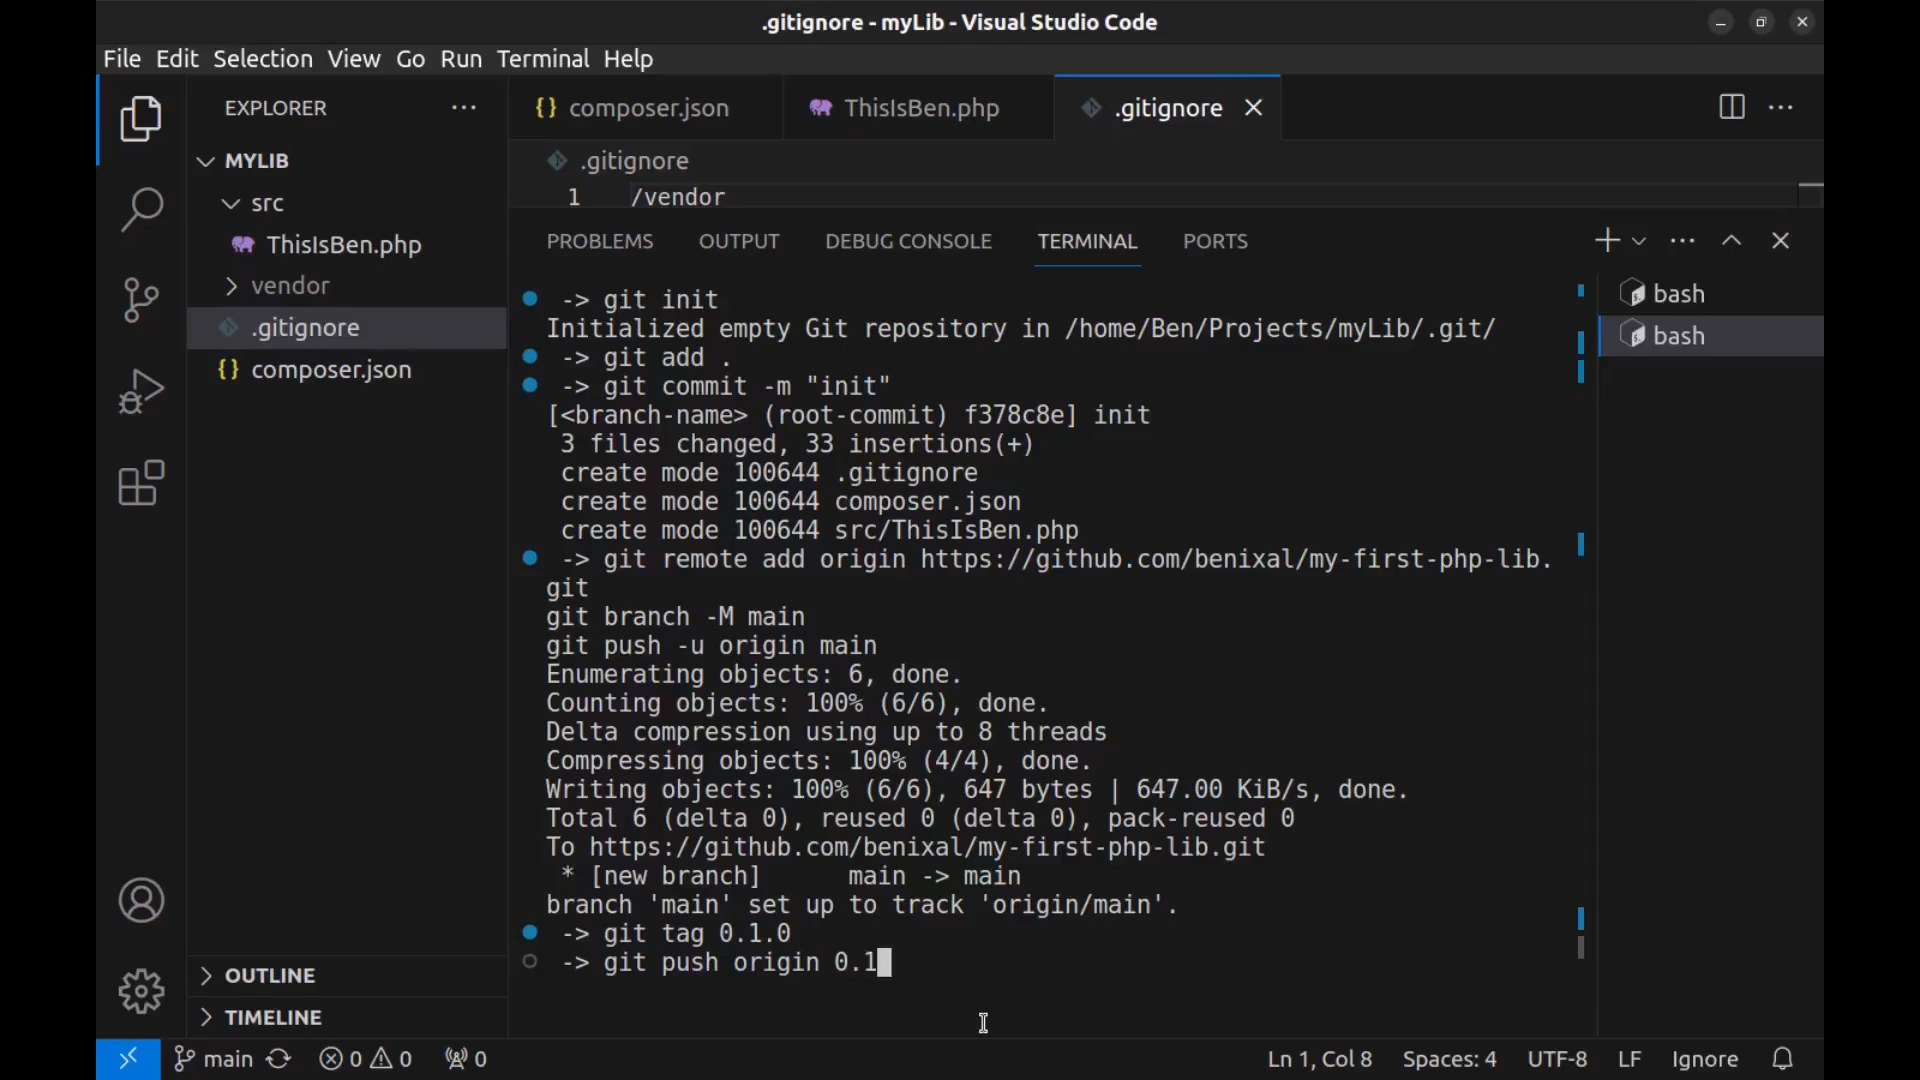 .gitignore - myLib - Visual Studio Code
File Edit Selection View Go Run Terminal Help
EXPLORER
composer.json
ThisIsBen.php
.gitignore
MYLIB
src
ThisIsBen.php
vendor
.gitignore
composer.json
OUTLINE
TIMELINE
.gitignore
1 /vendor
PROBLEMS OUTPUT DEBUG CONSOLE TERMINAL PORTS
-> git init
Initialized empty Git repository in /home/Ben/Projects/myLib/.git/
-> git add .
-> git commit -m "init"
[<branch-name> (root-commit) f378c8e] init
3 files changed, 33 insertions(+)
create mode 100644 .gitignore
create mode 100644 composer.json
create mode 100644 src/ThisIsBen.php
-> git remote add origin https://github.com/benixal/my-first-php-lib.
git
git branch -M main
git push -u origin main
Enumerating objects: 6, done.
Counting objects: 100% (6/6), done.
Delta compression using up to 8 threads
Compressing objects: 100% (4/4), done.
Writing objects: 100% (6/6), 647 bytes | 647.00 KiB/s, done.
Total 6 (delta 0), reused 0 (delta 0), pack-reused 0
To https://github.com/benixal/my-first-php-lib.git
* [new branch]      main -> main
branch 'main' set up to track 'origin/main'.
-> git tag 0.1.0
-> git push origin 0.1
bash
bash
main 0 0 0 Ln 1, Col 8 Spaces: 4 UTF-8 LF Ignore